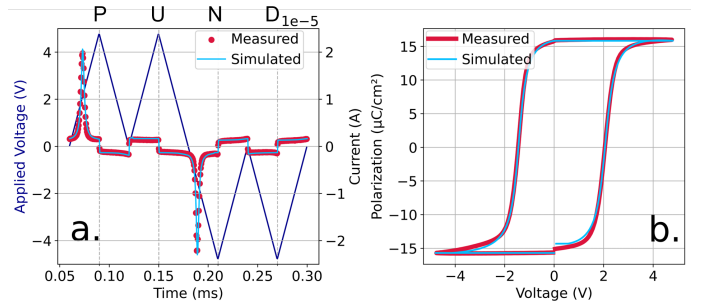 P U N D
1e−5
4
2
0
−2
−4
Applied Voltage (V)
0.05 0.10 0.15 0.20 0.25 0.30
Time (ms)
2
1
0
−1
−2
Current (A)
Measured
Simulated
a.
15
10
5
0
−5
−10
−15
Polarization (μC/cm²)
−4 −2 0 2 4
Voltage (V)
Measured
Simulated
b.